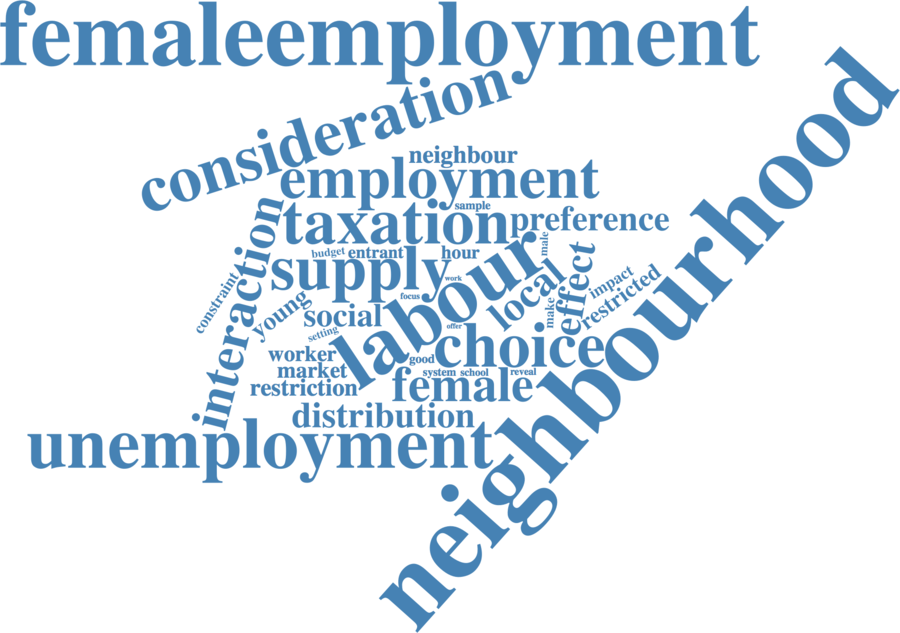 femaleemployment
consideration
neighbour
employment
sample
taxation
preference
interaction
budget
entrant
hour
male
supply
labour
work
effect
constraint
young
focus
local
impact
restricted
make
social
setting
offer
worker
good
choice
market
system
school
reveal
restriction
female
distribution
unemployment
neighbourhood